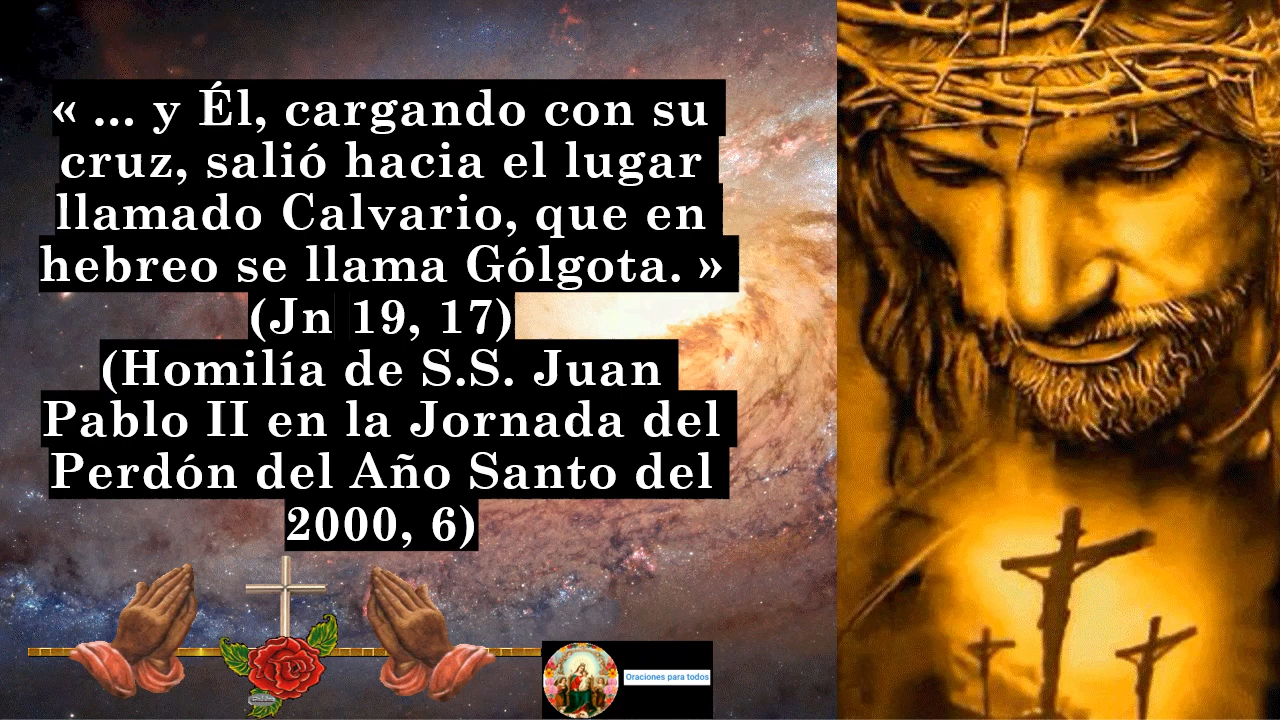 « ... y Él, cargando con su
cruz, salió hacia el lugar
llamado Calvario, que en
hebreo se llama Gólgota. »
(Jn 19, 17)
(Homilía de S.S. Juan
Pablo II en la Jornada del
Perdón del Año Santo del
2000, 6)
Oraciones para todos